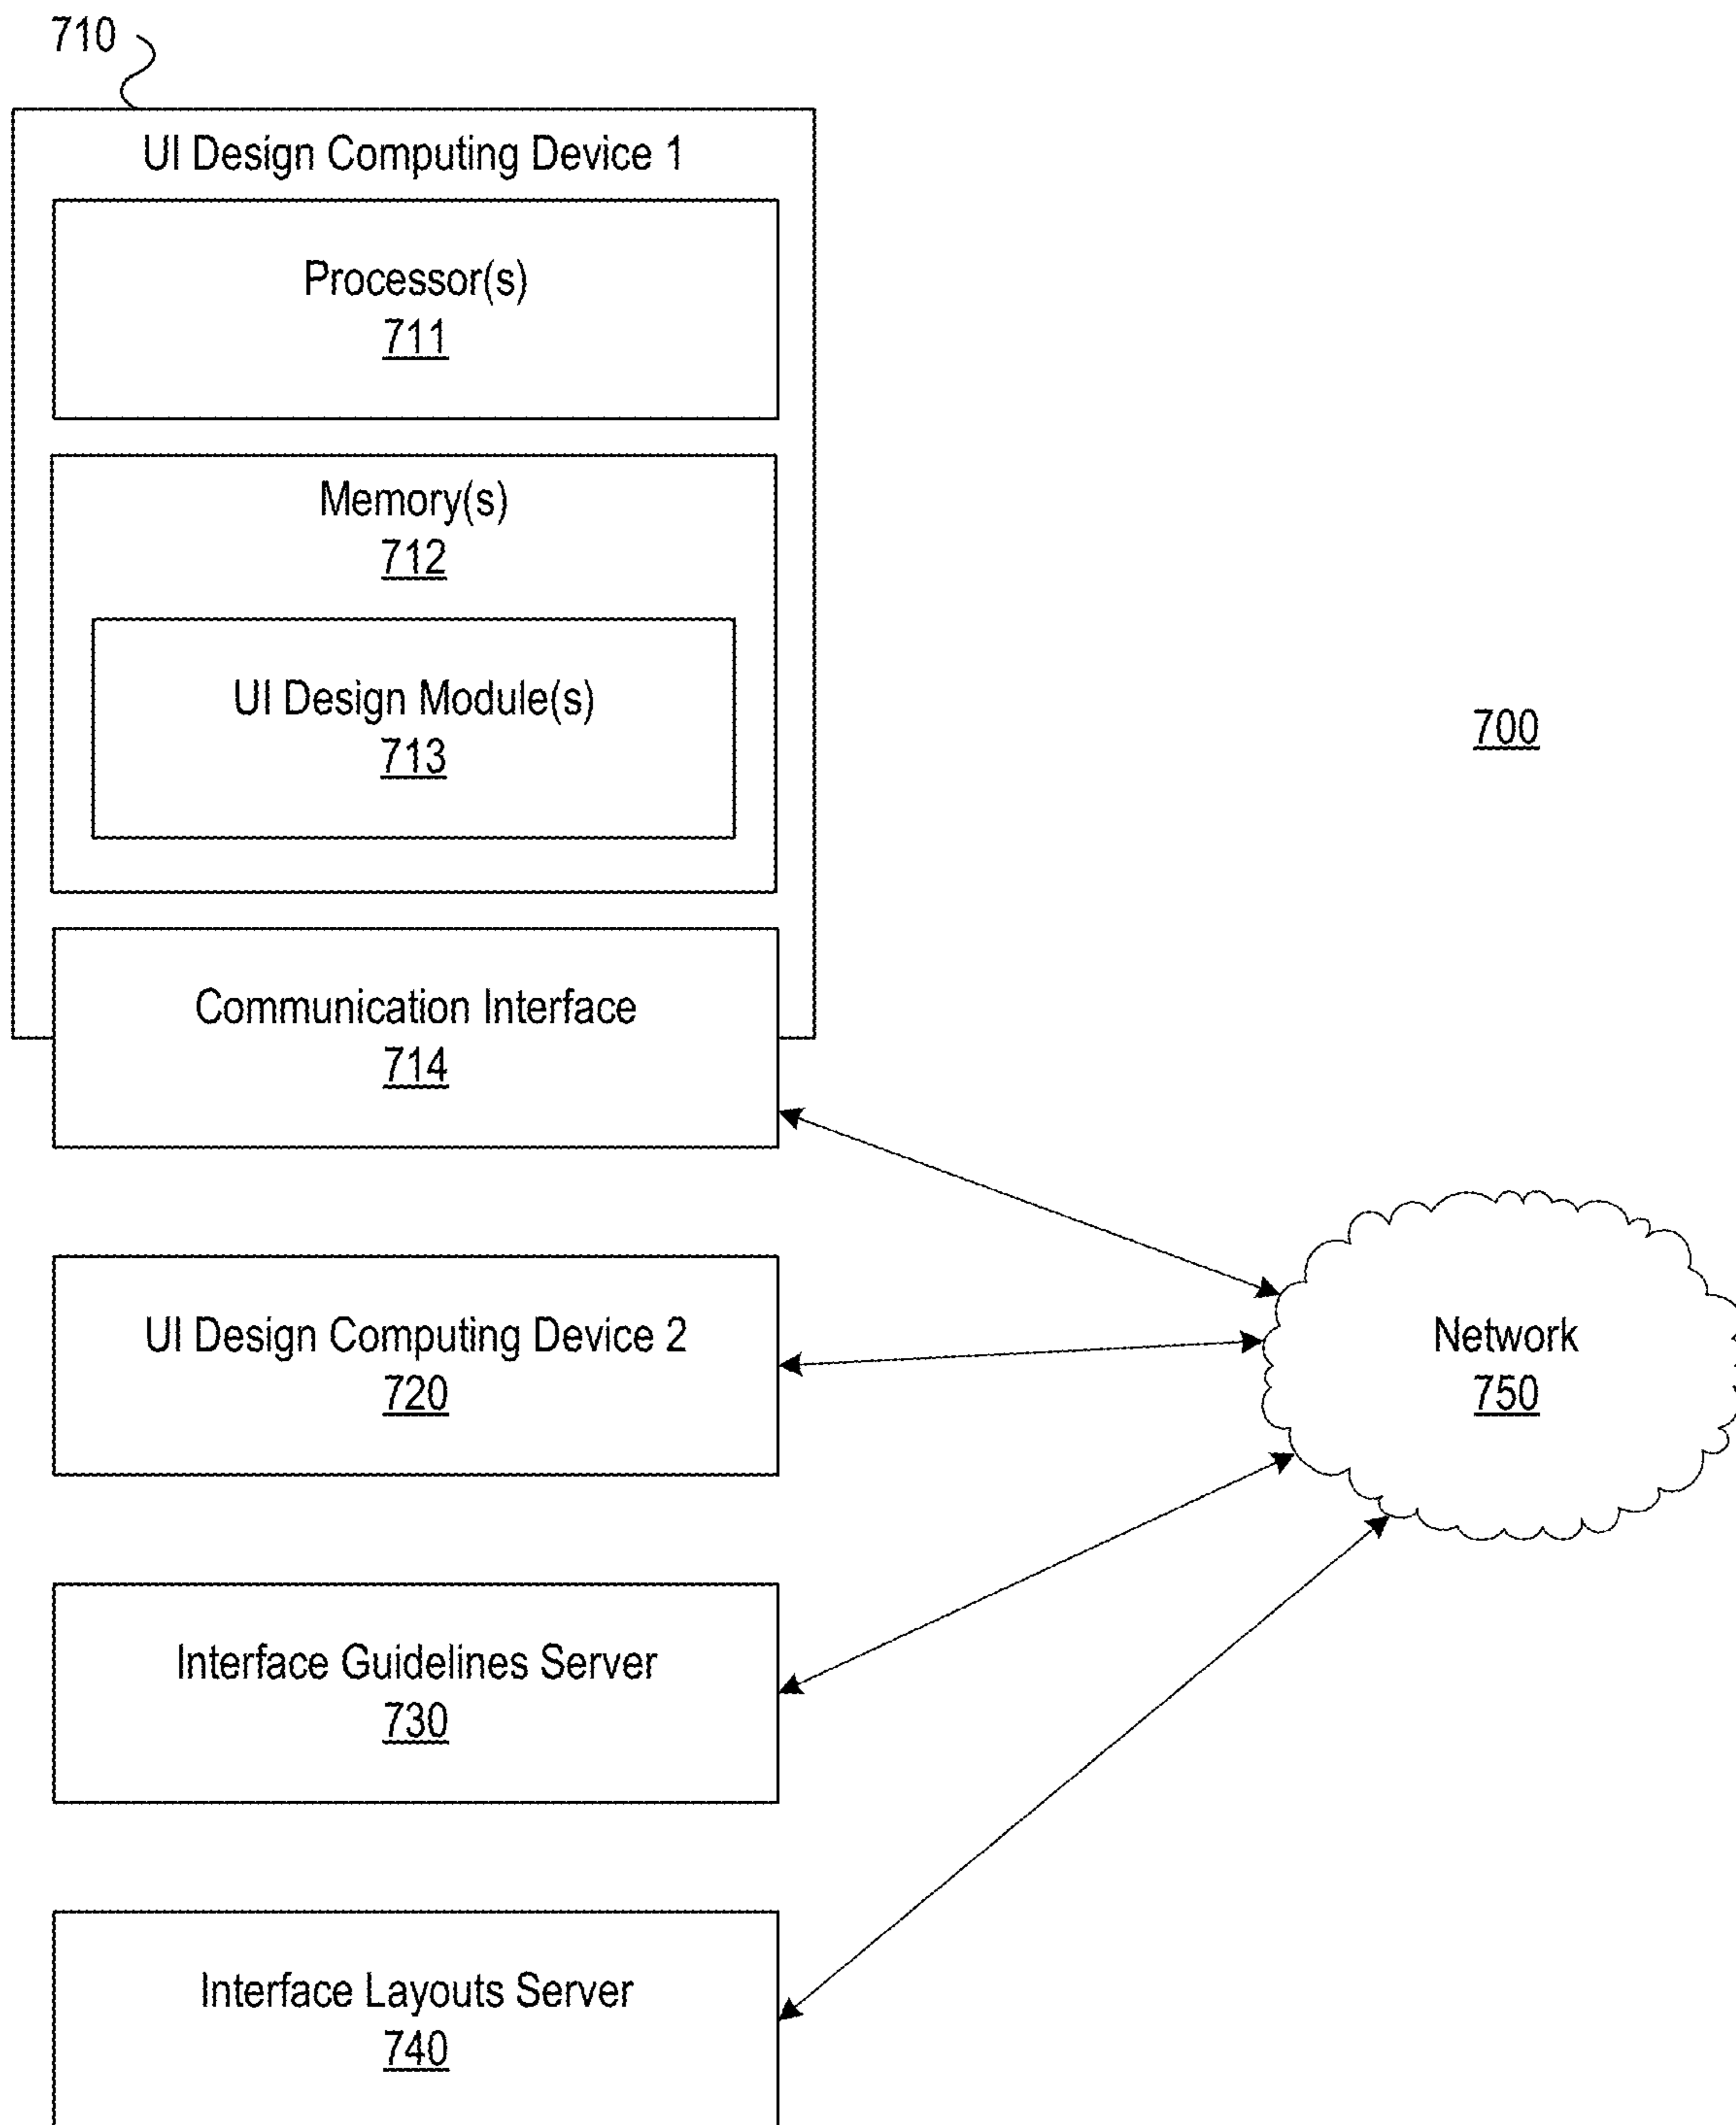 710
UI Design Computing Device 1
Processor(s)
711
Memory(s)
712
UI Design Module(s)
713
700
Communication Interface
714
UI Design Computing Device 2
720
Network
750
Interface Guidelines Server
730
Interface Layouts Server
740